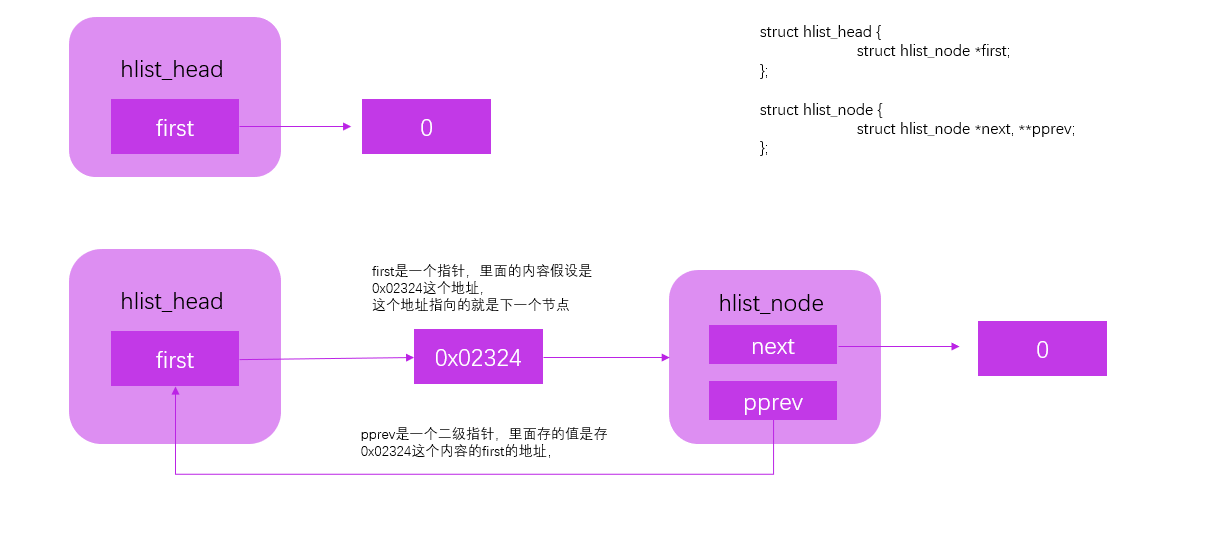 hlist_head
first
0
struct hlist_head {
struct hlist_node *first;
};
struct hlist_node {
struct hlist_node *next, **pprev;
};
hlist_head
first
first是一个指针，里面的内容假设是
0x02324这个地址，
这个地址指向的就是下一个节点
0x02324
hlist_node
next
pprev
0
pprev是一个二级指针，里面存的值是存
0x02324这个内容的first的地址，